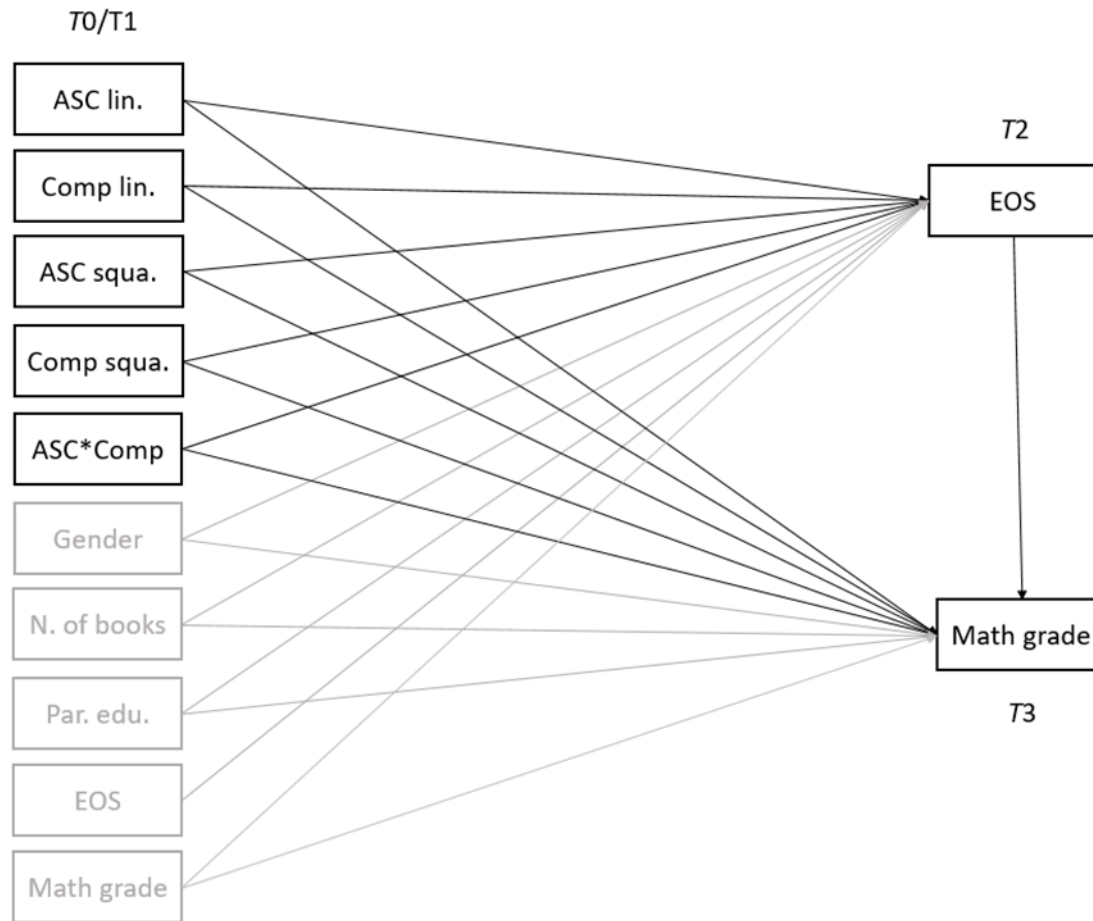 T0/T1
ASC lin.
Comp lin.
ASC squa.
Comp squa.
ASC*Comp
Gender
N. of books
Par. edu.
EOS
Math grade
T2
EOS
Math grade
T3